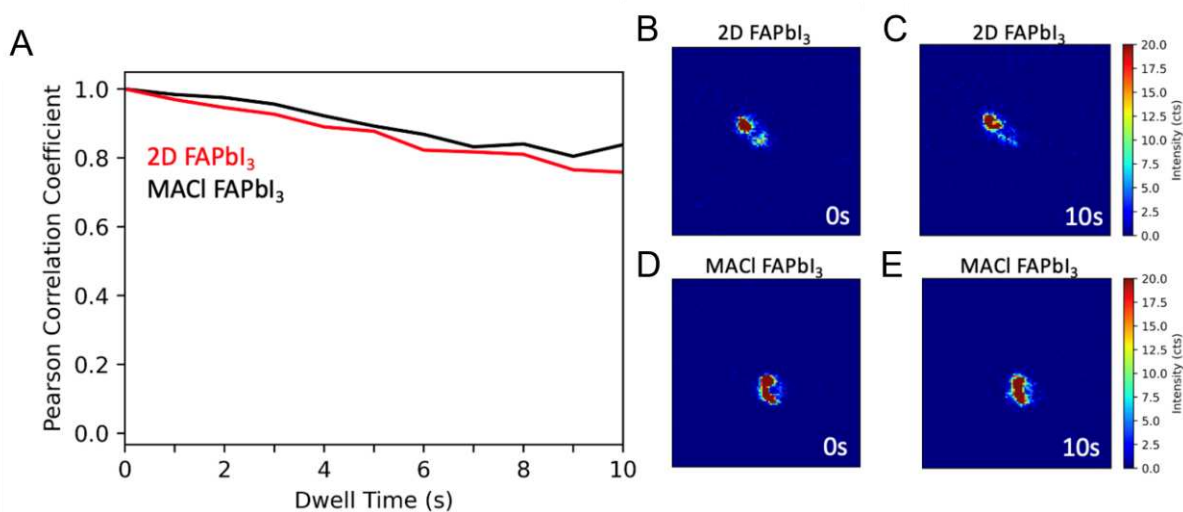 A
1.0
0.8
0.6
0.4
0.2
0.0
Pearson Correlation Coefficient
2D FAPbI₃
MACl FAPbI₃
0
2
4
6
8
10
Dwell Time (s)
B
2D FAPbI₃
0s
C
2D FAPbI₃
10s
20.0
17.5
15.0
12.5
10.0
7.5
5.0
2.5
0.0
Intensity (cts)
D
MACl FAPbI₃
0s
E
MACl FAPbI₃
10s
20.0
17.5
15.0
12.5
10.0
7.5
5.0
2.5
0.0
Intensity (cts)